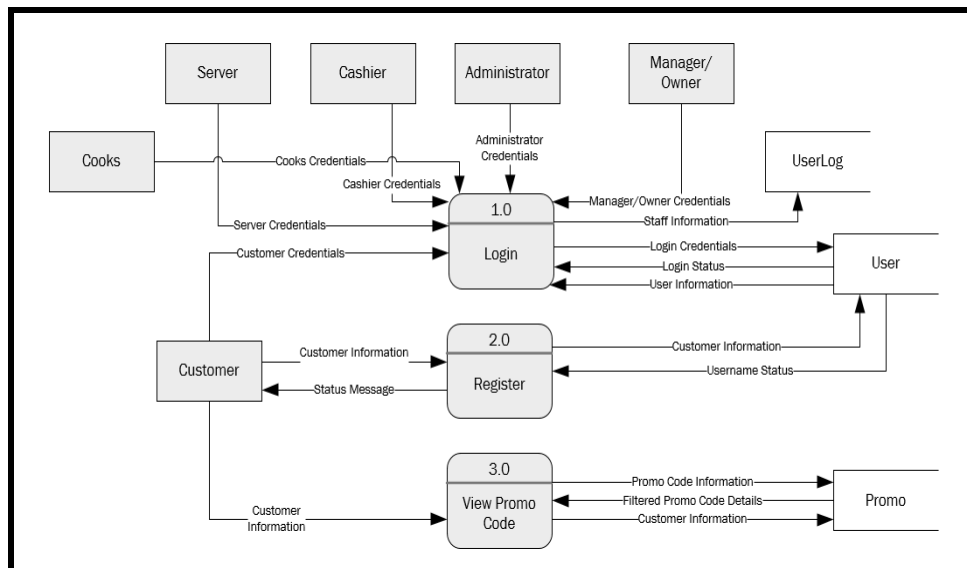 Server
Cashier
Administrator
Manager/
Owner
Cooks
Cooks Credentials
Administrator
Credentials
UserLog
Cashier Credentials
1.0
Login
Manager/Owner Credentials
Staff Information
Server Credentials
Customer Credentials
Login Credentials
Login Status
User Information
User
Customer
Customer Information
Status Message
2.0
Register
Customer Information
Username Status
3.0
View Promo
Code
Customer
Information
Promo Code Information
Filtered Promo Code Details
Customer Information
Promo